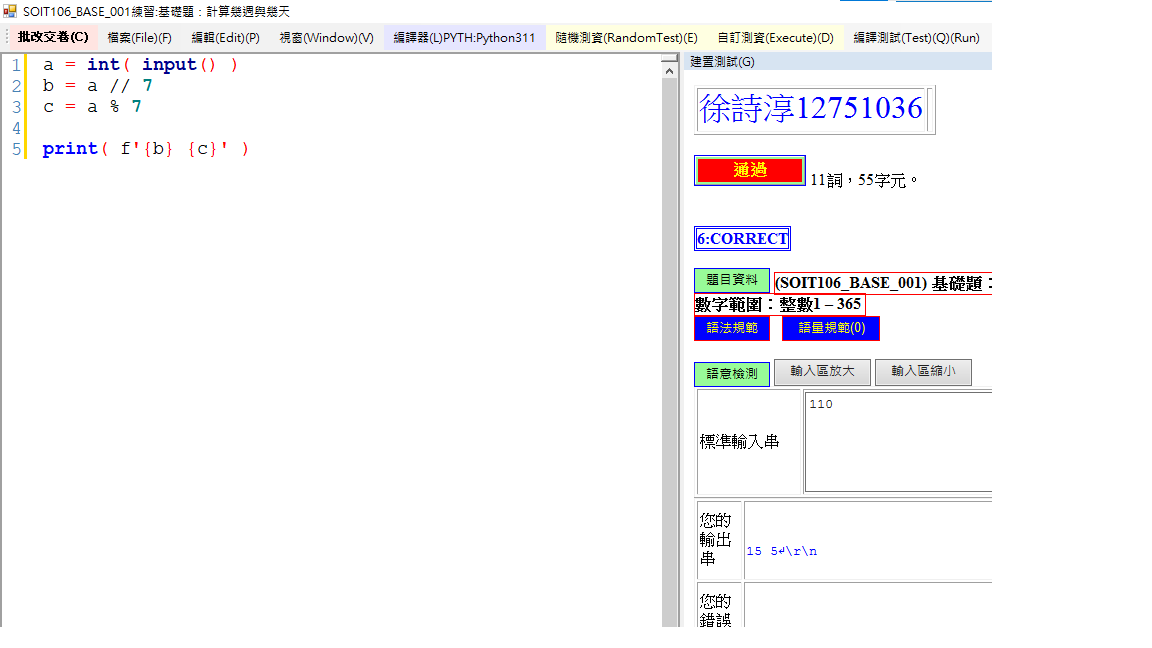 SOIT106_BASE_001練習:基礎題：計算幾週與幾天
批改交卷(C) 檔案(File)(F) 編輯(Edit)(P) 視窗(Window)(V) 編譯器(L)PYTH:Python311 隨機測資(RandomTest)(E) 自訂測資(Execute)(D) 編譯測試(Test)(Q)(Run)
1 a = int( input() )
2 b = a // 7
3 c = a % 7
4
5 print( f'{b} {c}' )
建置測試(G)
徐詩淳12751036
通過 11詞，55字元。
6:CORRECT
題目資料 (SOIT106_BASE_001) 基礎題：
數字範圍：整數1 – 365
語法規範 語量規範(0)
語意檢測 輸入區放大 輸入區縮小
標準輸入串 110
您的
輸出
串
15 5↵\r\n
您的
錯誤